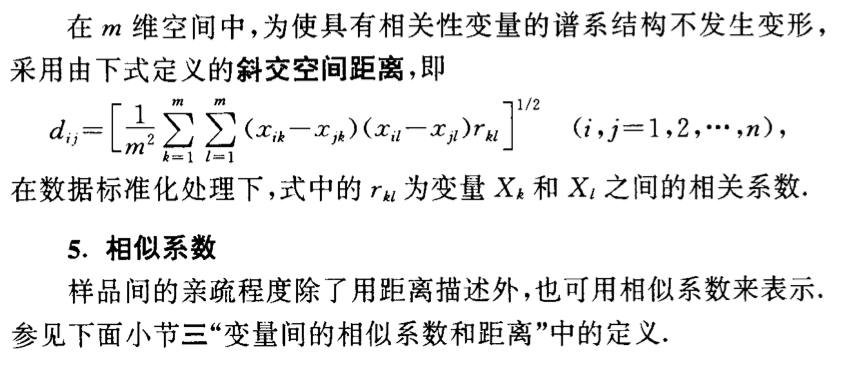 在 m 维空间中,为使具有相关性变量的谱系结构不发生变形,
采用由下式定义的斜交空间距离,即
d_{ij}=[\frac{1}{m^2}\sum_{k=1}^{m}\sum_{l=1}^{m}(x_{ik}-x_{jk})(x_{il}-x_{jl})r_{kl}]^{1/2} (i,j=1,2,⋯,n),
在数据标准化处理下,式中的 r_{kl} 为变量 X_k 和 X_l 之间的相关系数.
5. 相似系数
样品间的亲疏程度除了用距离描述外,也可用相似系数来表示.
参见下面小节三“变量间的相似系数和距离”中的定义.